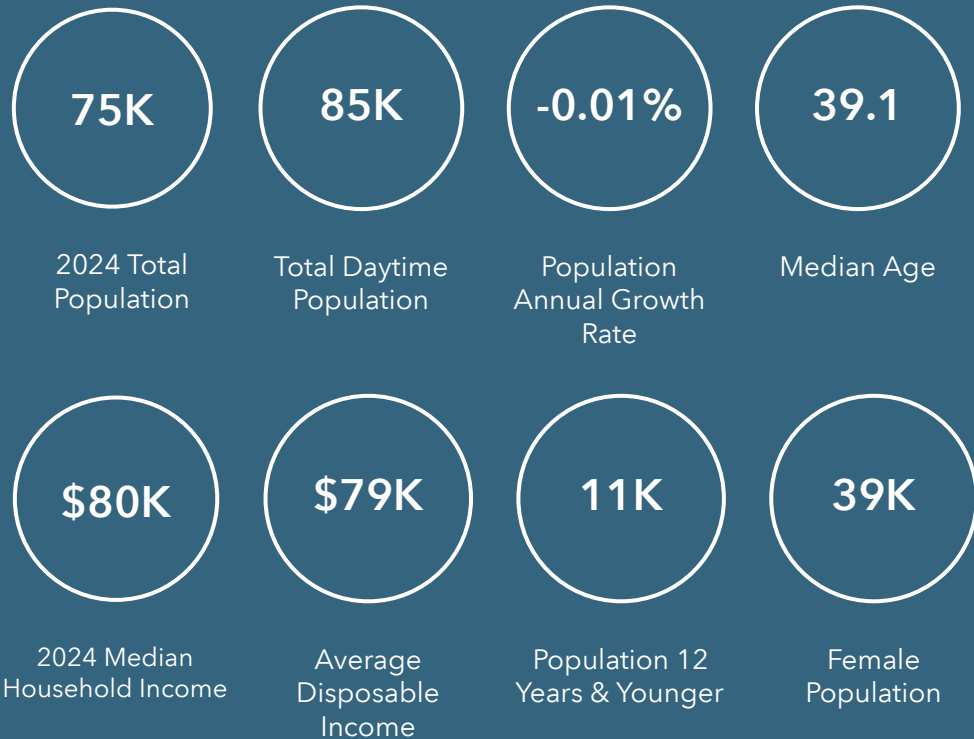 75K
85K
-0.01%
39.1
2024 Total
Population
Total Daytime
Population
Population
Annual Growth
Rate
Median Age
$80K
$79K
11K
39K
2024 Median
Household Income
Average
Disposable
Income
Population 12
Years & Younger
Female
Population